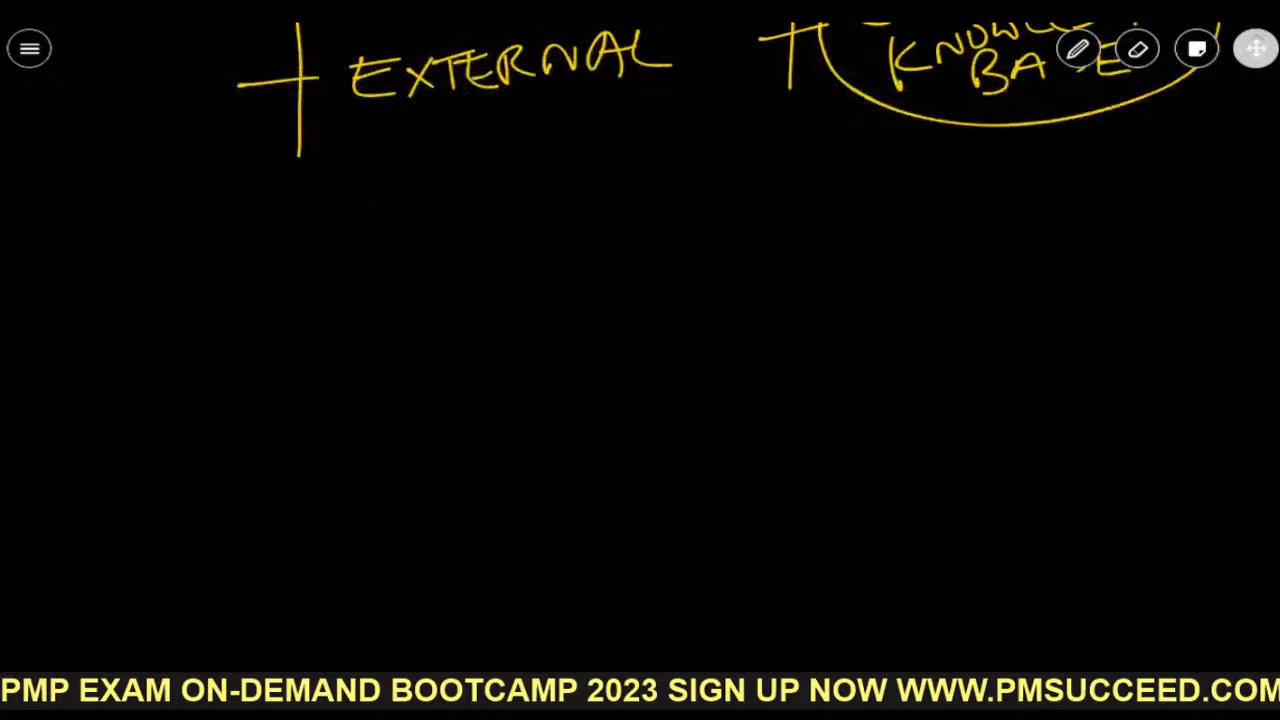 EXTERNAL
BASE
PMP EXAM ON-DEMAND BOOTCAMP 2023 SIGN UP NOW WWW.PMSUCCEED.COM